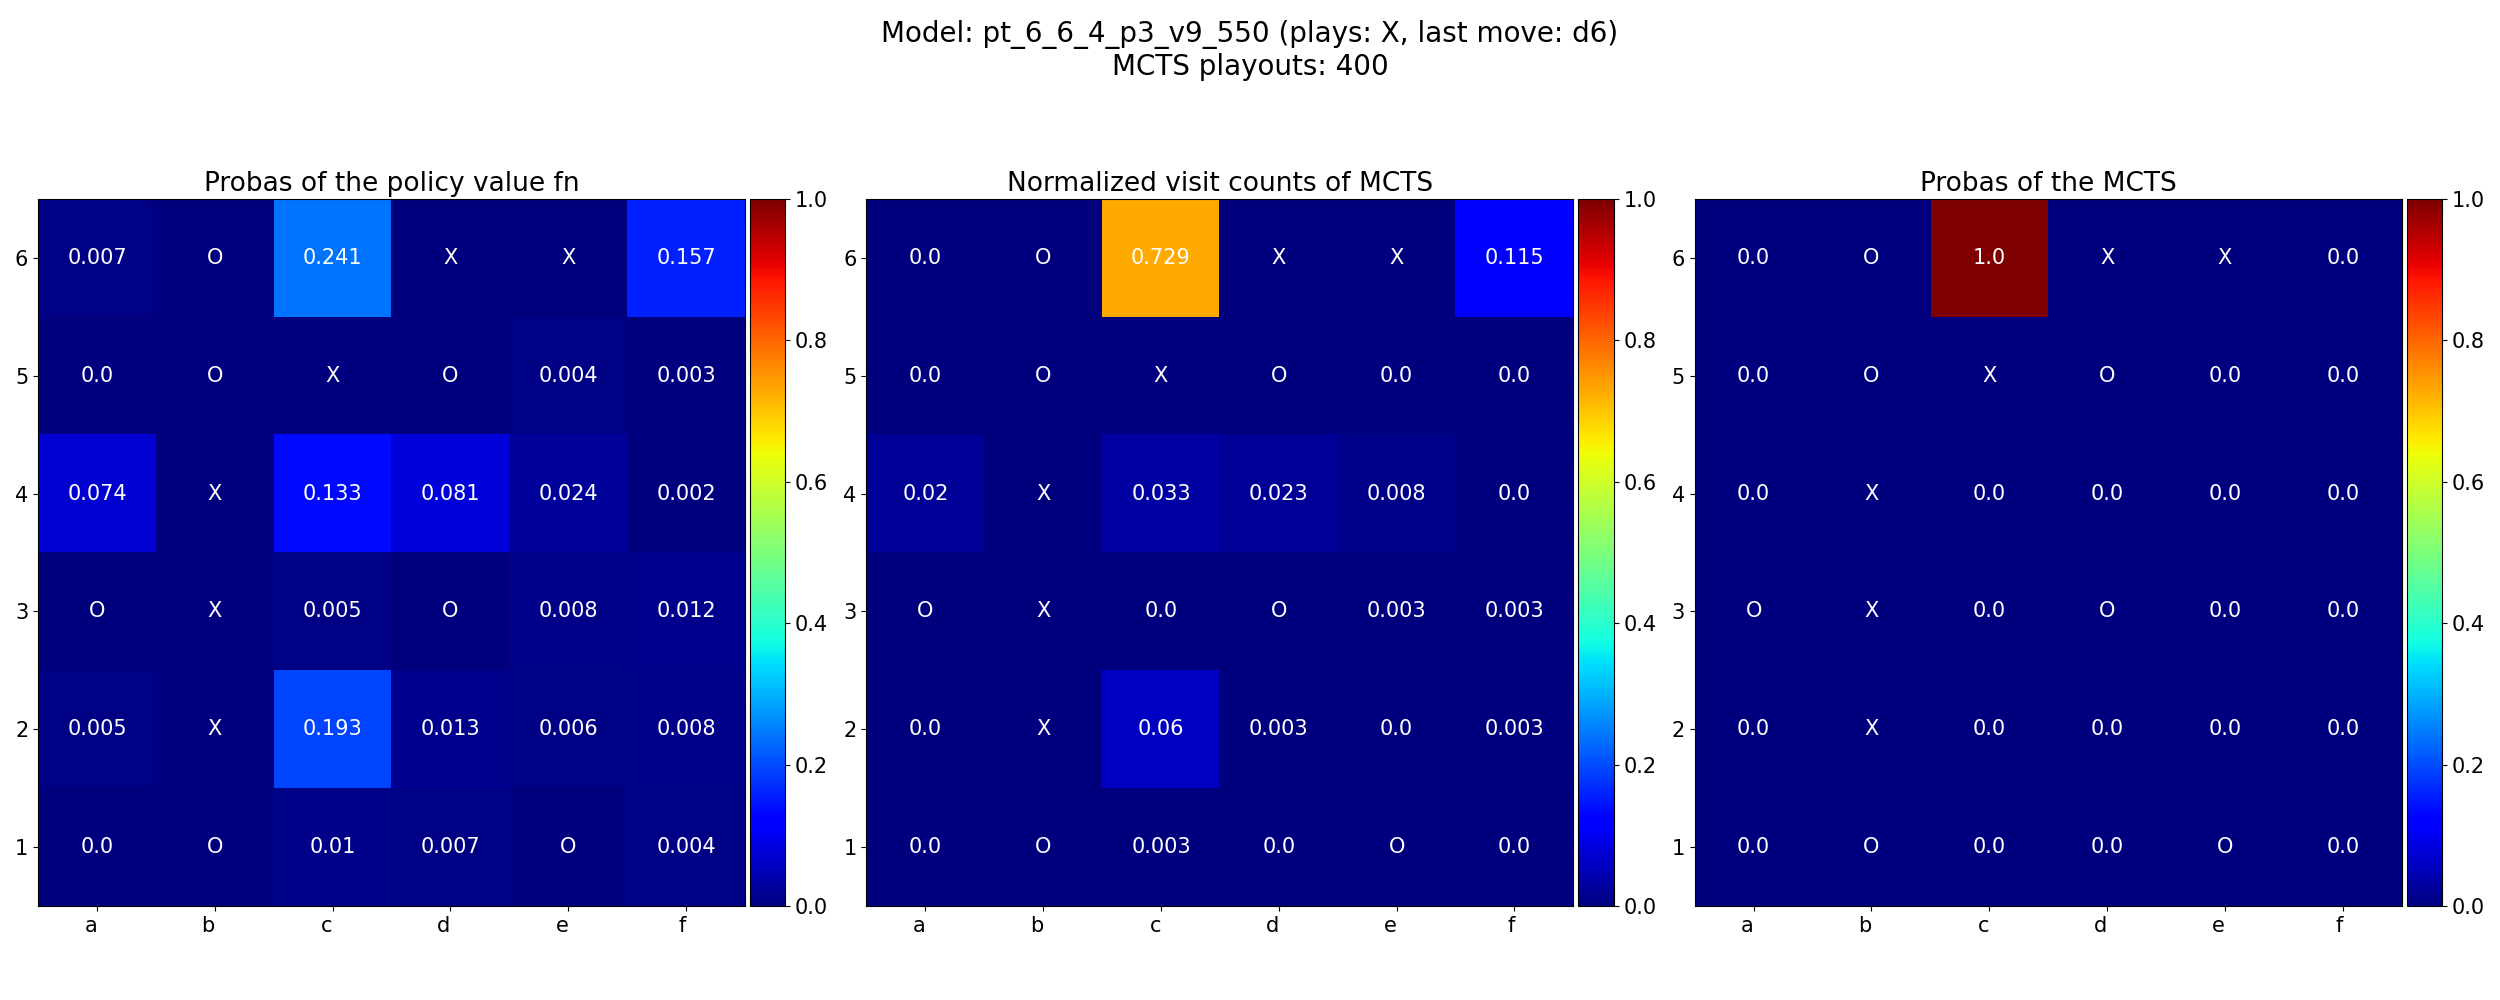 Model: pt_6_6_4_p3_v9_550 (plays: X, last move: d6)
MCTS playouts: 400
Probas of the policy value fn
6 0.007 O 0.241 X X 0.157
5 0.0 O X O 0.004 0.003
4 0.074 X 0.133 0.081 0.024 0.002
3 O X 0.005 O 0.008 0.012
2 0.005 X 0.193 0.013 0.006 0.008
1 0.0 O 0.01 0.007 O 0.004
a b c d e f
1.0
0.8
0.6
0.4
0.2
0.0
Normalized visit counts of MCTS
6 0.0 O 0.729 X X 0.115
5 0.0 O X O 0.0 0.0
4 0.02 X 0.033 0.023 0.008 0.0
3 O X 0.0 O 0.003 0.003
2 0.0 X 0.06 0.003 0.0 0.003
1 0.0 O 0.003 0.0 O 0.0
a b c d e f
1.0
0.8
0.6
0.4
0.2
0.0
Probas of the MCTS
6 0.0 O 1.0 X X 0.0
5 0.0 O X O 0.0 0.0
4 0.0 X 0.0 0.0 0.0 0.0
3 O X 0.0 O 0.0 0.0
2 0.0 X 0.0 0.0 0.0 0.0
1 0.0 O 0.0 0.0 O 0.0
a b c d e f
1.0
0.8
0.6
0.4
0.2
0.0